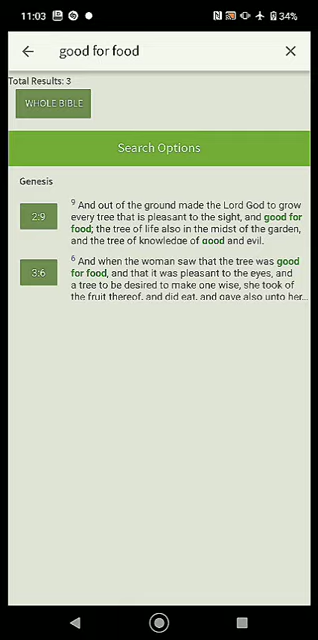 11:03 34%
good for food
Total Results: 3
WHOLE BIBLE
Search Options
Genesis
2:9
9 And out of the ground made the Lord God to grow
every tree that is pleasant to the sight, and good for
food; the tree of life also in the midst of the garden,
and the tree of knowledge of good and evil.
3:6
6 And when the woman saw that the tree was good
for food, and that it was pleasant to the eyes, and
a tree to be desired to make one wise, she took of
the fruit thereof, and did eat, and gave also unto her...